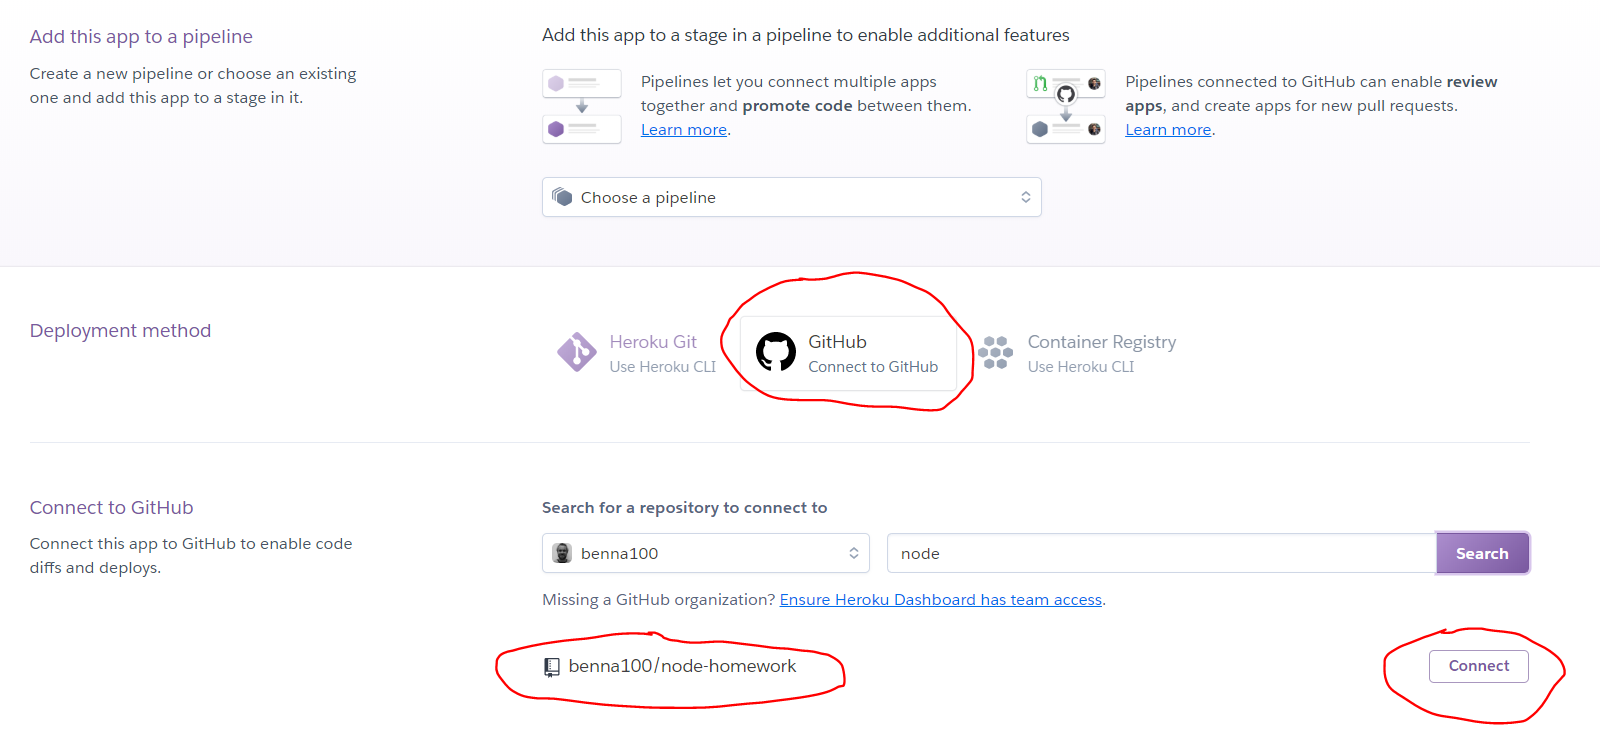 Add this app to a pipeline
Create a new pipeline or choose an existing
one and add this app to a stage in it.
Add this app to a stage in a pipeline to enable additional features
Pipelines let you connect multiple apps
together and promote code between them.
Learn more.
Pipelines connected to GitHub can enable review
apps, and create apps for new pull requests.
Learn more.
Choose a pipeline
Deployment method
Heroku Git
Use Heroku CLI
GitHub
Connect to GitHub
Container Registry
Use Heroku CLI
Connect to GitHub
Connect this app to GitHub to enable code
diffs and deploys.
Search for a repository to connect to
benna100
node
Search
Missing a GitHub organization? Ensure Heroku Dashboard has team access.
benna100/node-homework
Connect